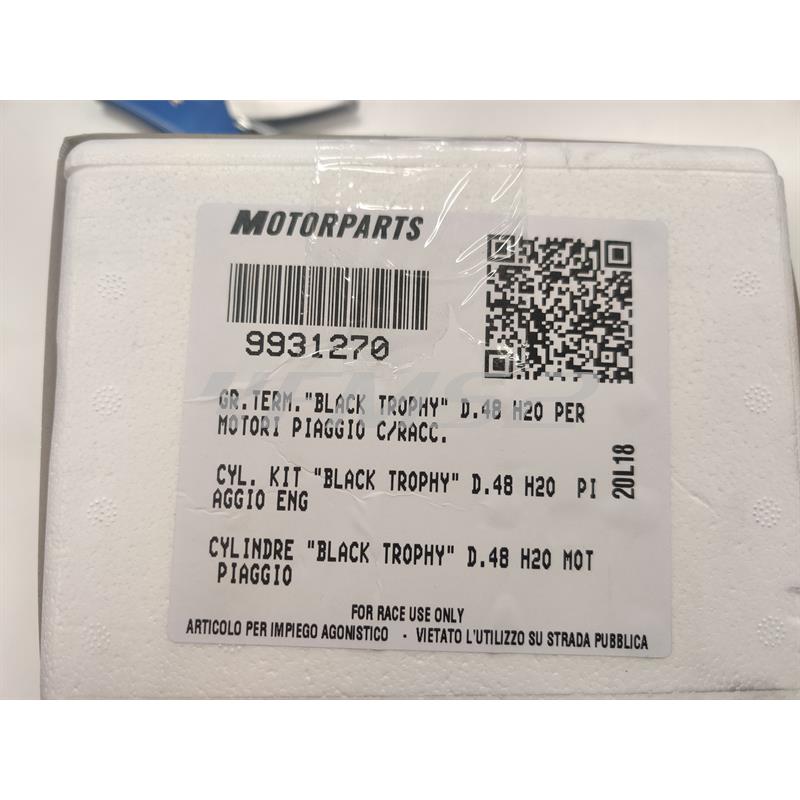 MOTORPARTS
9931270
GR.TERM."BLACK TROPHY" D.48 H2O PER
MOTORI PIAGGIO C/RACC.
CYL. KIT "BLACK TROPHY" D.48 H2O PI
AGGIO ENG
CYLINDRE "BLACK TROPHY" D.48 H2O MOT
PIAGGIO
20L18
FOR RACE USE ONLY
ARTICOLO PER IMPIEGO AGONISTICO - VIETATO L'UTILIZZO SU STRADA PUBBLICA